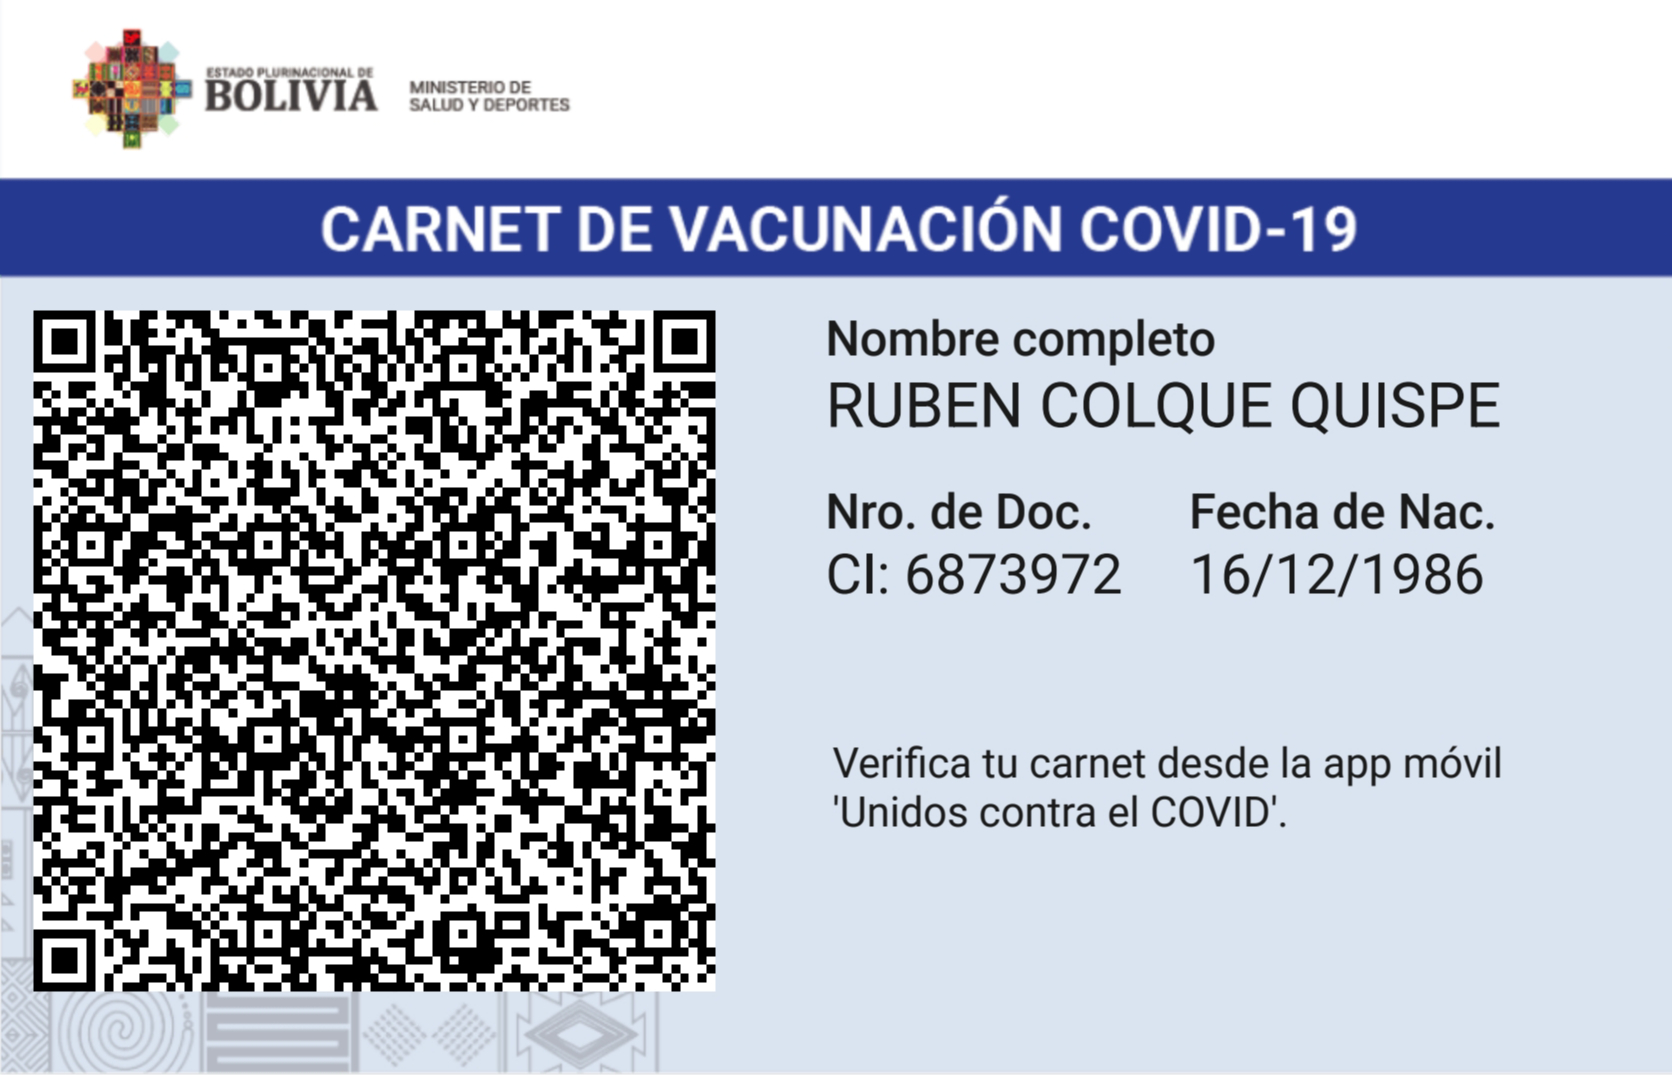 ESTADO PLURINACIONAL DE
BOLIVIA
MINISTERIO DE
SALUD Y DEPORTES
CARNET DE VACUNACIÓN COVID-19
Nombre completo
RUBEN COLQUE QUISPE
Nro. de Doc. Fecha de Nac.
CI: 6873972 16/12/1986
Verifica tu carnet desde la app móvil
'Unidos contra el COVID'.